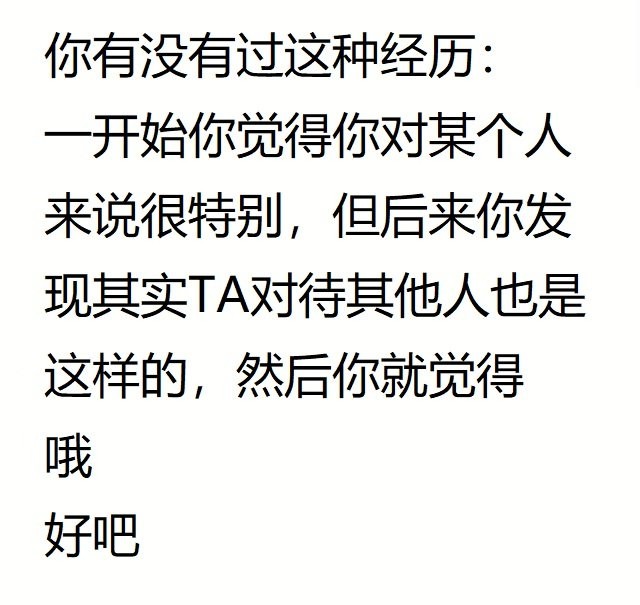 你有没有过这种经历：
一开始你觉得你对某个人
来说很特别，但后来你发
现其实TA对待其他人也是
这样的，然后你就觉得
哦
好吧